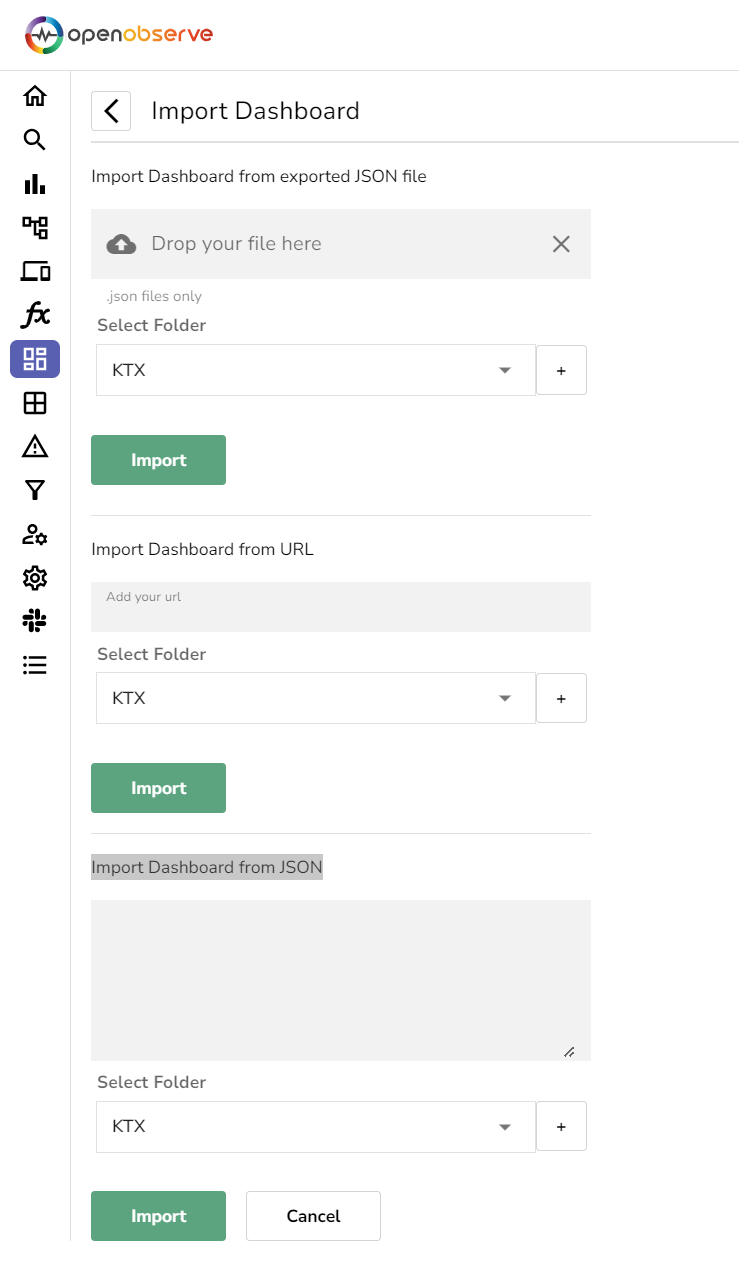 openobserve
Import Dashboard
Import Dashboard from exported JSON file
Drop your file here
.json files only
Select Folder
KTX
+
Import
Import Dashboard from URL
Add your url
Select Folder
KTX
+
Import
Import Dashboard from JSON
Select Folder
KTX
+
Import Cancel